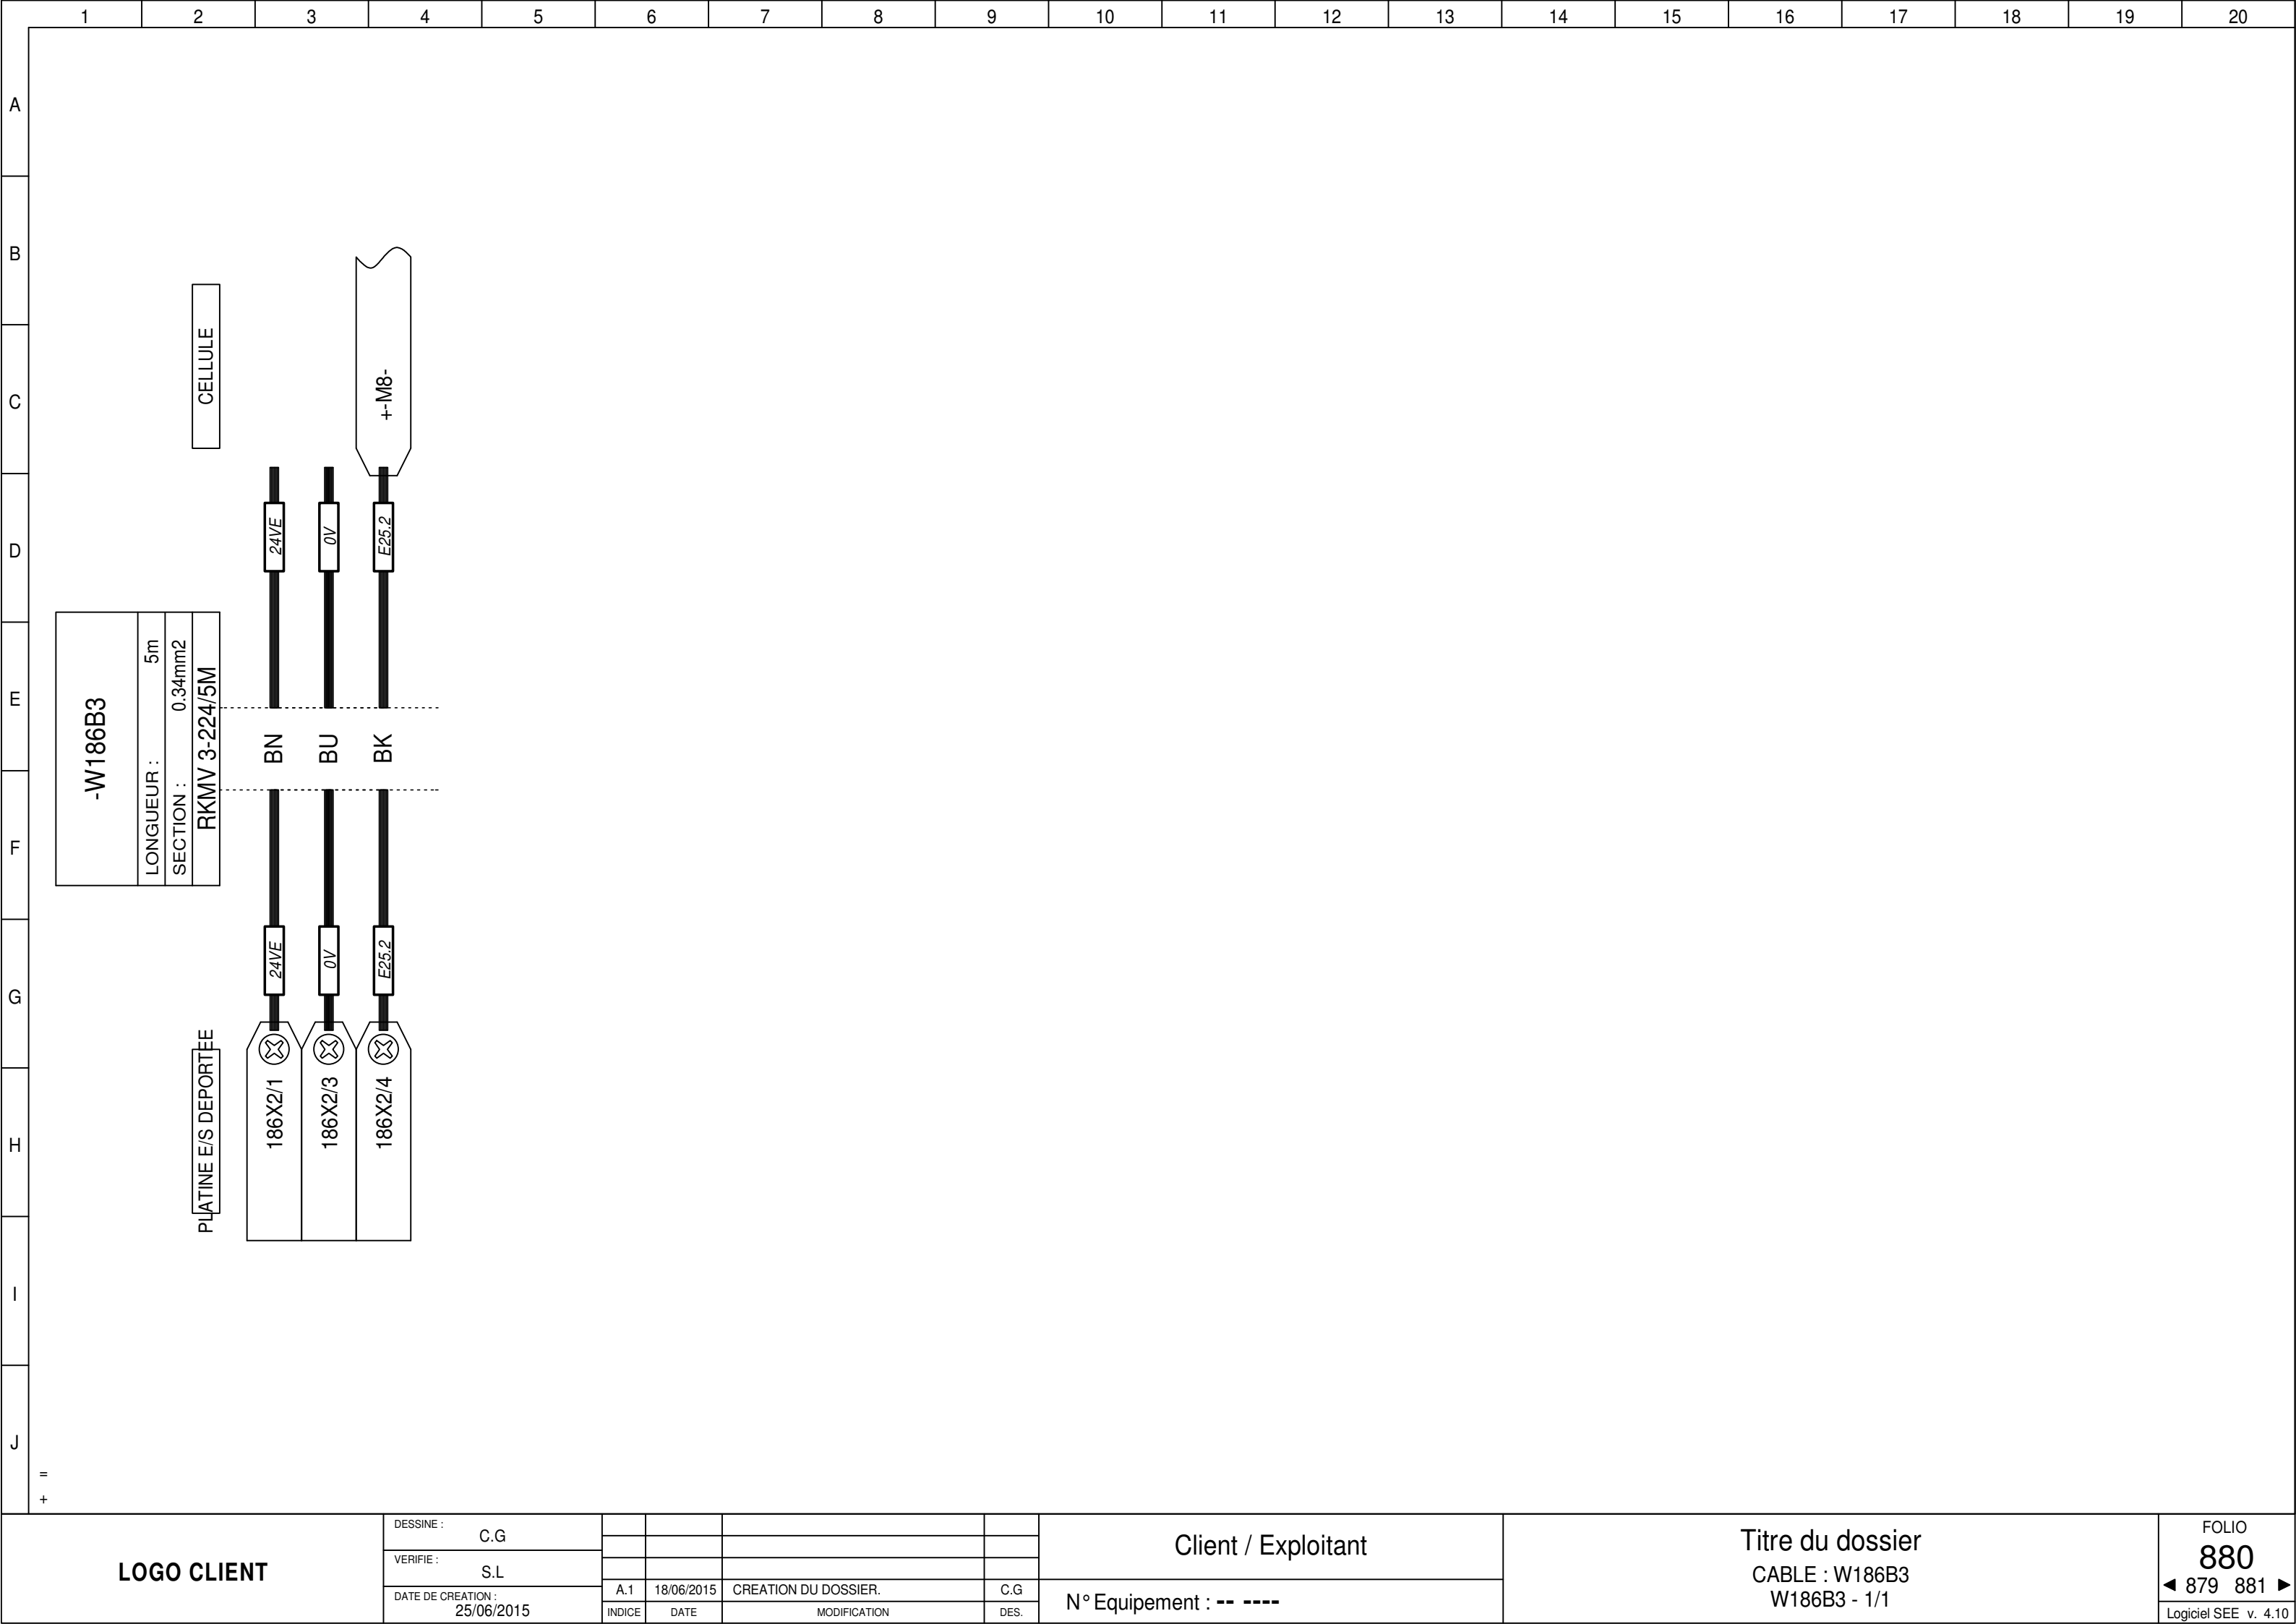 1 2 3 4 5 6 7 8 9 10 11 12 13 14 15 16 17 18 19 20
A
B
C
D
E
F
G
H
I
J
CELLULE
+-M8-
24VE 0V E25.2
-W186B3
LONGUEUR : 5m
SECTION : 0.34mm2
RKMV 3-224/5M
BN BU BK
24VE 0V E25.2
PLATINE E/S DEPORTEE
186X2/1 186X2/3 186X2/4
=
+
LOGO CLIENT
DESSINE :
C.G
VERIFIE :
S.L
DATE DE CREATION :
25/06/2015
A.1 18/06/2015 CREATION DU DOSSIER. C.G
INDICE DATE MODIFICATION DES.
Client / Exploitant
N° Equipement : -- ----
Titre du dossier
CABLE : W186B3
W186B3 - 1/1
FOLIO
880
◄ 879 881 ►
Logiciel SEE v. 4.10